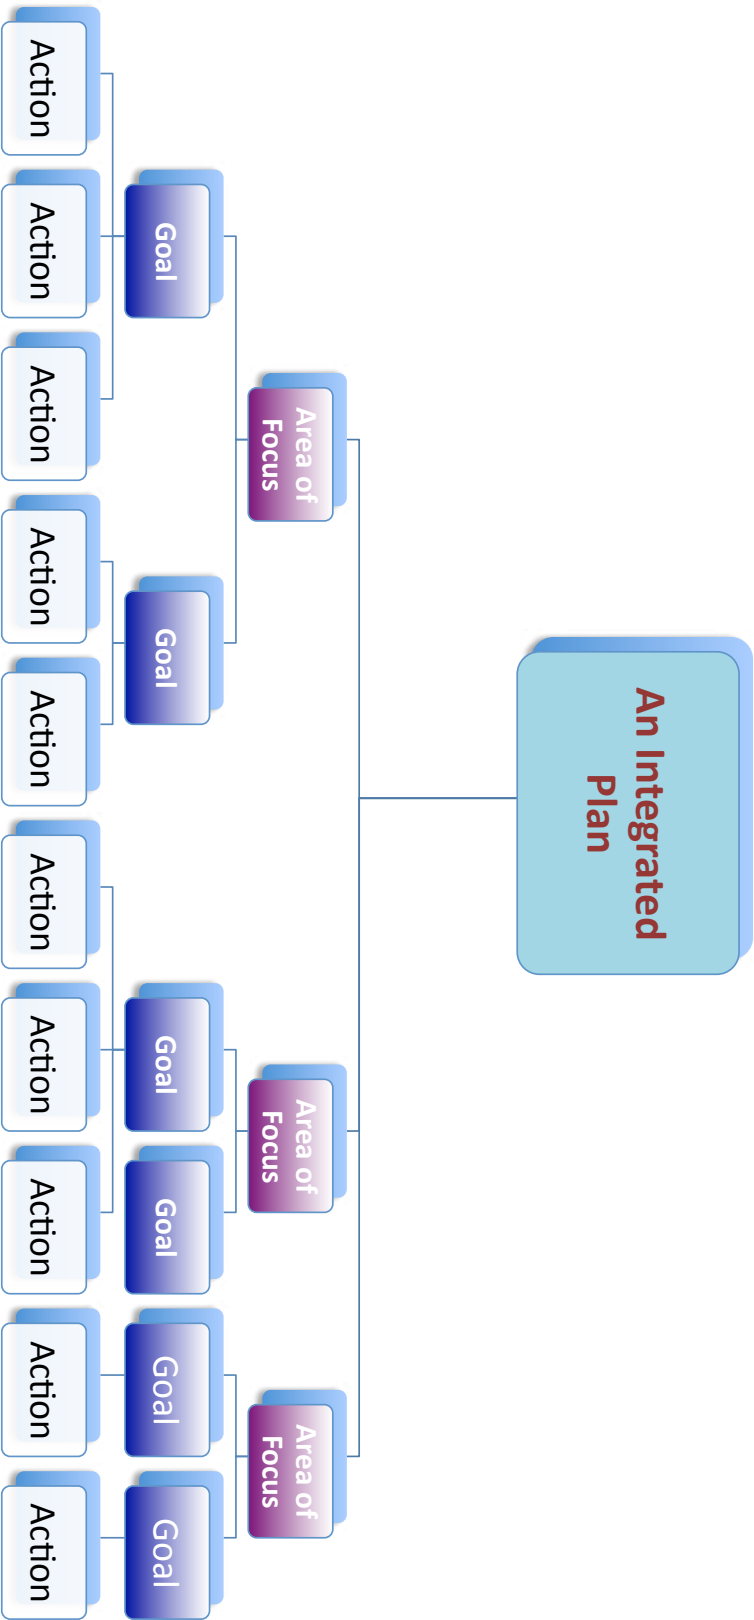 An Integrated
Plan
Area of
Focus
Area of
Focus
Area of
Focus
Goal
Goal
Goal
Goal
Goal
Goal
Action
Action
Action
Action
Action
Action
Action
Action
Action
Action